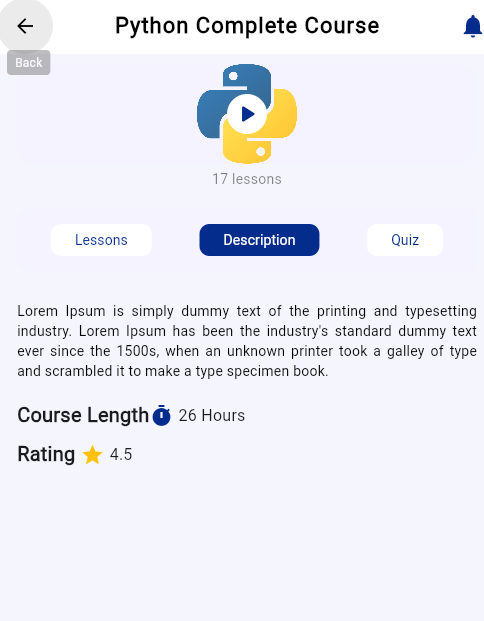 Python Complete Course
Back
17 lessons
Lessons
Description
Quiz
Lorem Ipsum is simply dummy text of the printing and typesetting
industry. Lorem Ipsum has been the industry's standard dummy text
ever since the 1500s, when an unknown printer took a galley of type
and scrambled it to make a type specimen book.
Course Length 26 Hours
Rating 4.5